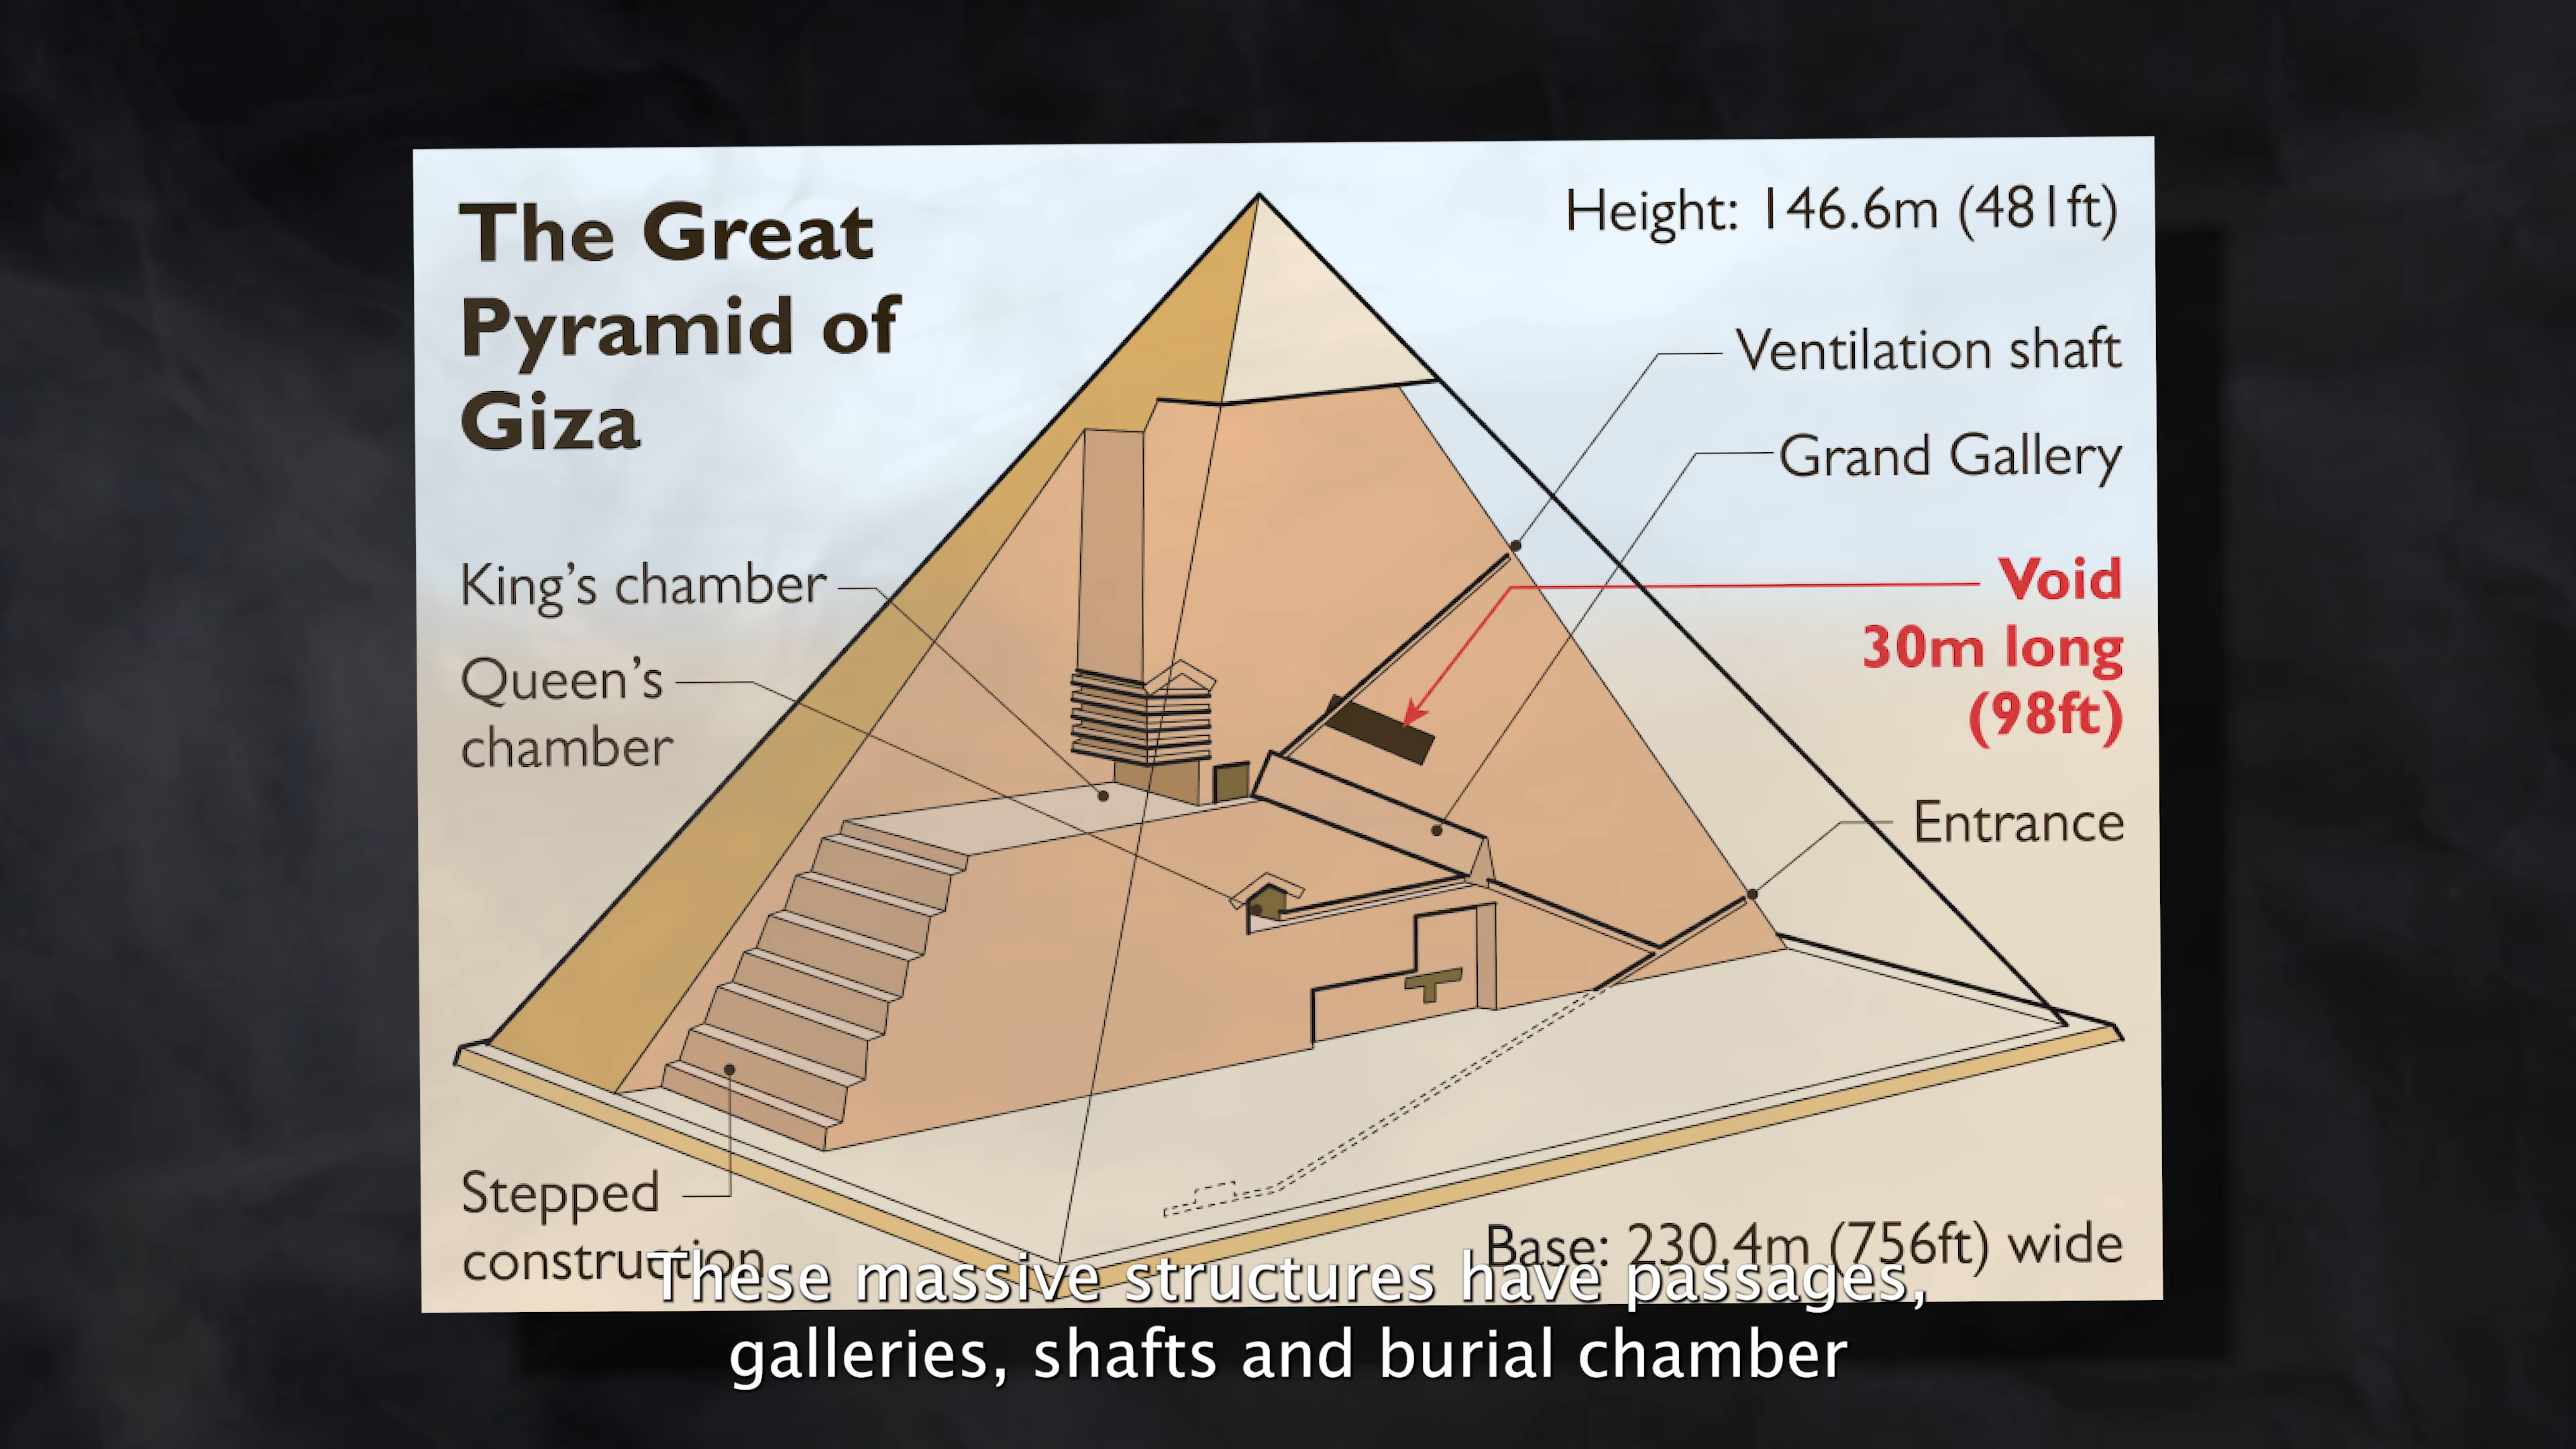 The Great
Pyramid of
Giza
Height: 146.6m (481ft)
Ventilation shaft
Grand Gallery
King's chamber
Void
30m long
(98ft)
Queen's
chamber
Entrance
Stepped
construction
Base: 230.4m (756ft) wide
These massive structures have passages,
galleries, shafts and burial chamber